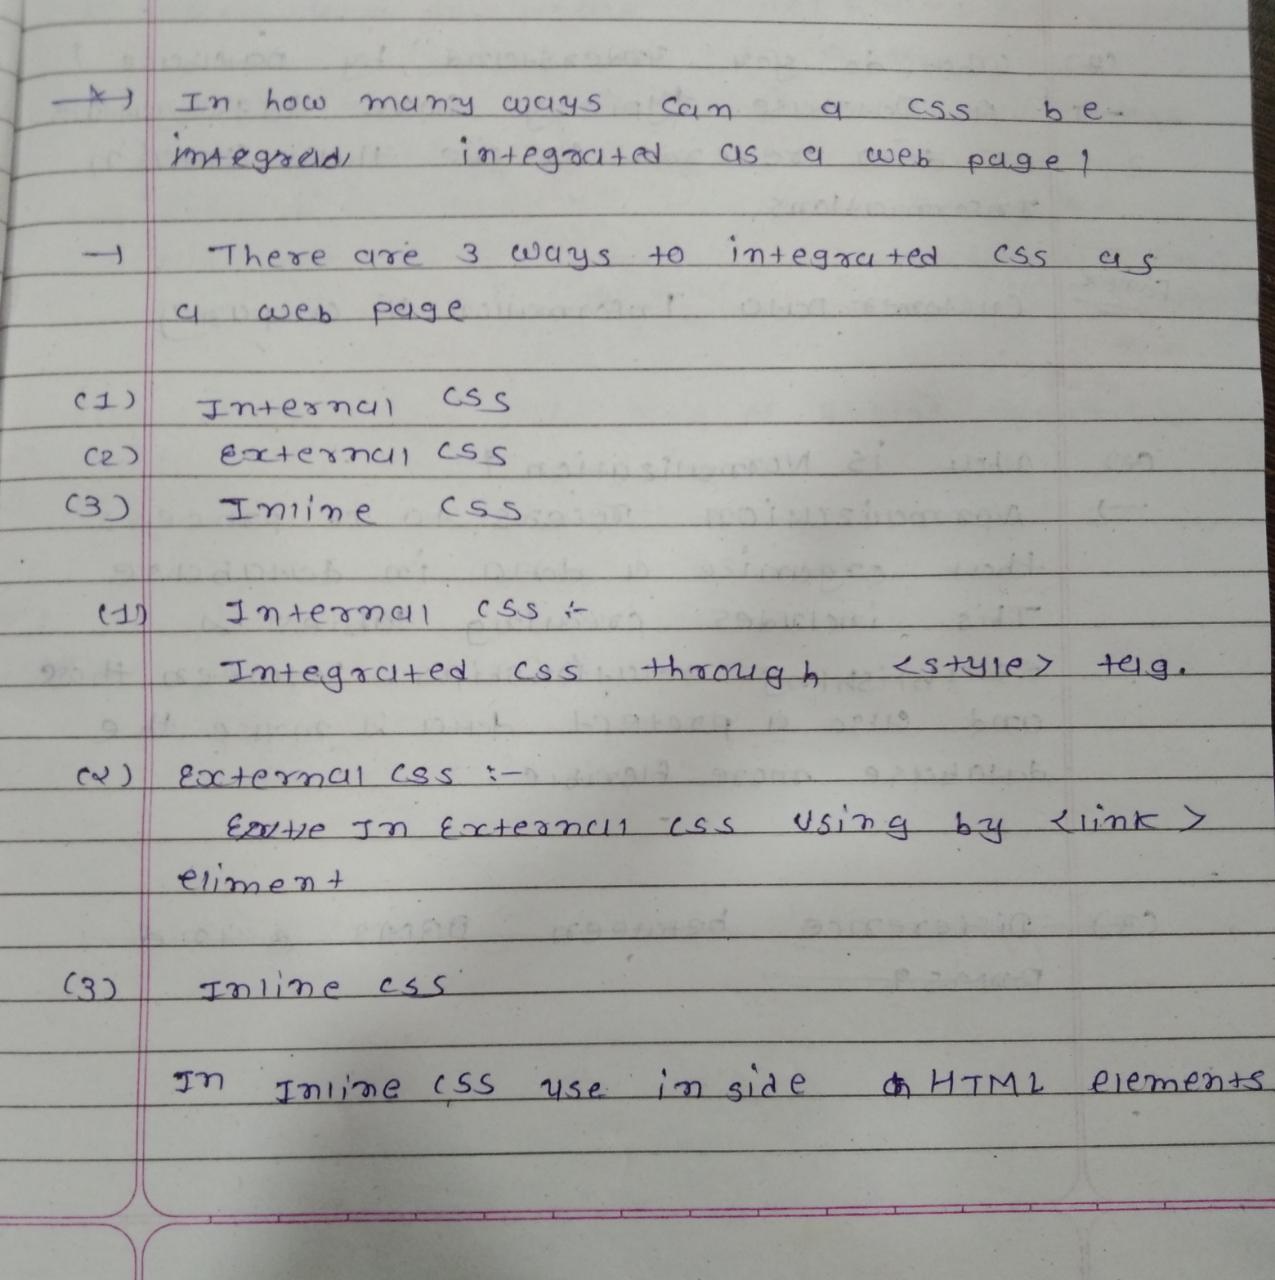 In how many ways can a css be
integrated as a web page?
→ There are 3 ways to integrated css as
a web page
(1) Internal css
(2) external css
(3) Inline css
(1) Internal css :-
Integrated css through <style> tag.
(2) External css :-
In External css using by <link>
eliment
(3) Inline css
In Inline css use in side HTML elements